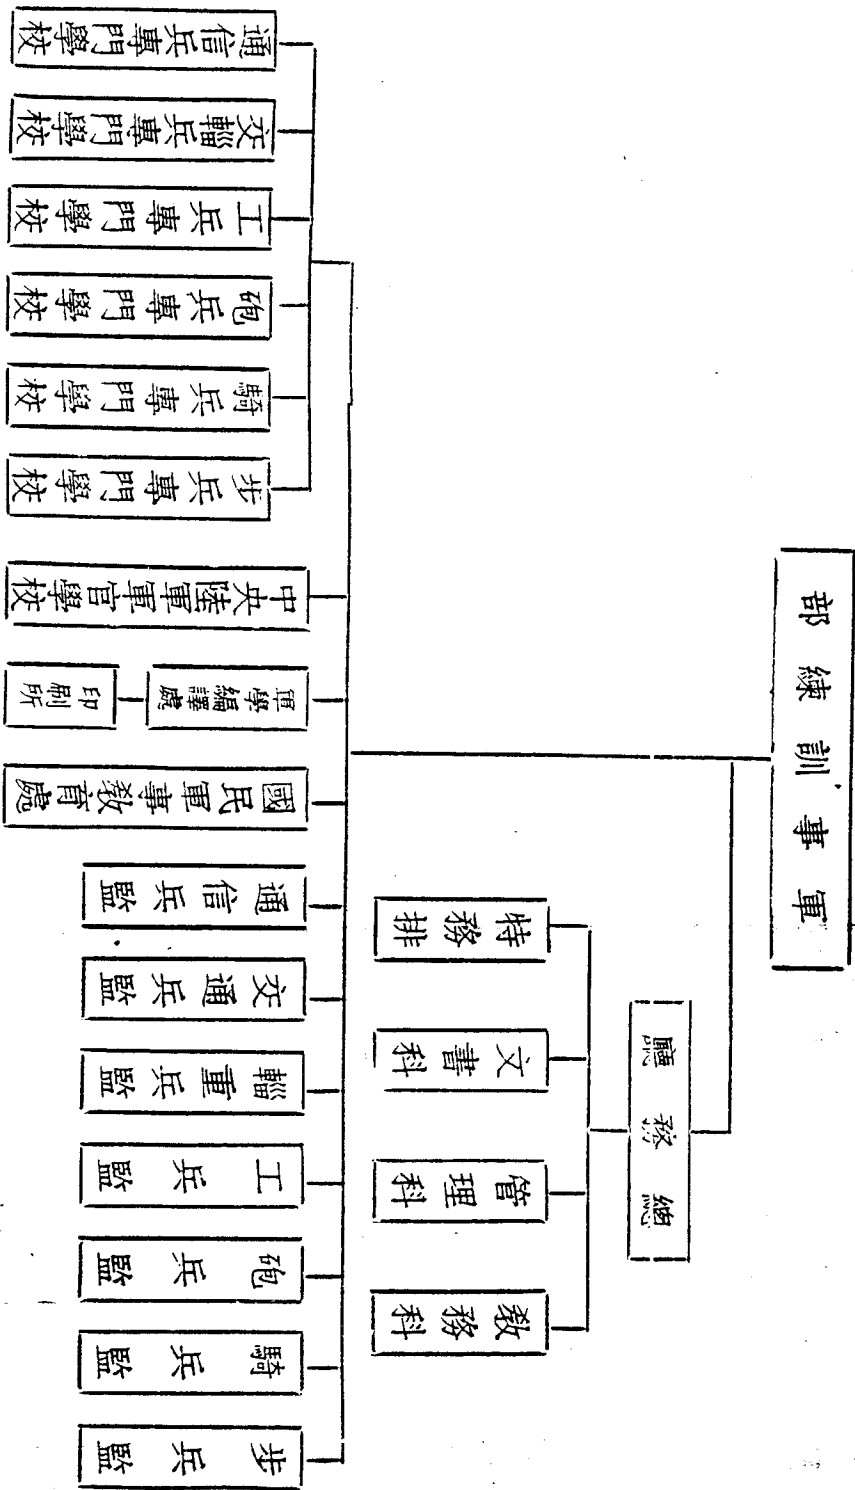 軍事訓練部
總務廳
教務科
管理科
文書科
特務排
步兵監
騎兵監
砲兵監
工兵監
輜重兵監
交通兵監
通信兵監
國民軍事教育處
軍學編譯處
印刷所
中央陸軍軍官學校
步兵專門學校
騎兵專門學校
砲兵專門學校
工兵專門學校
交輜兵專門學校
通信兵專門學校